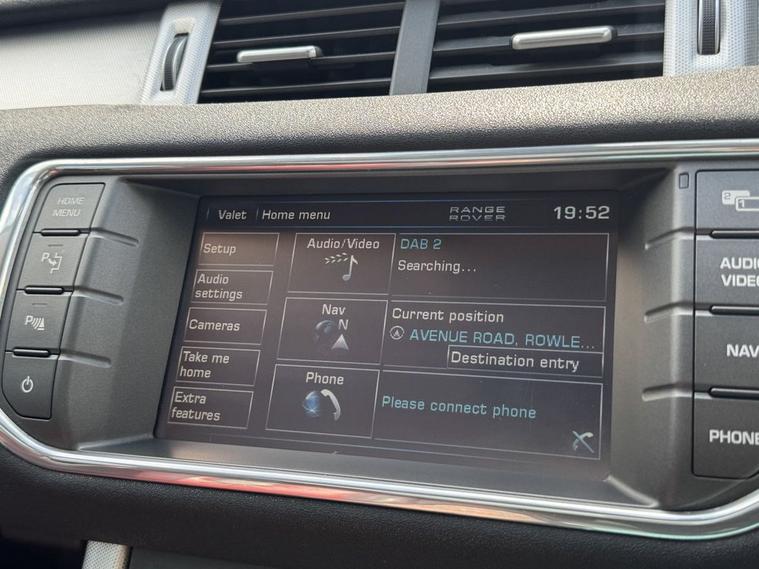 HOME
MENU
Valet
Home menu
RANGE
ROVER
19:52
Setup
Audio
settings
Cameras
Take me
home
Extra
features
Audio/Video
DAB 2
Searching...
Nav
N
Current position
AVENUE ROAD, ROWLE...
Destination entry
Phone
Please connect phone
P
P
2
1
AUDIO
VIDEO
NAV
PHONE